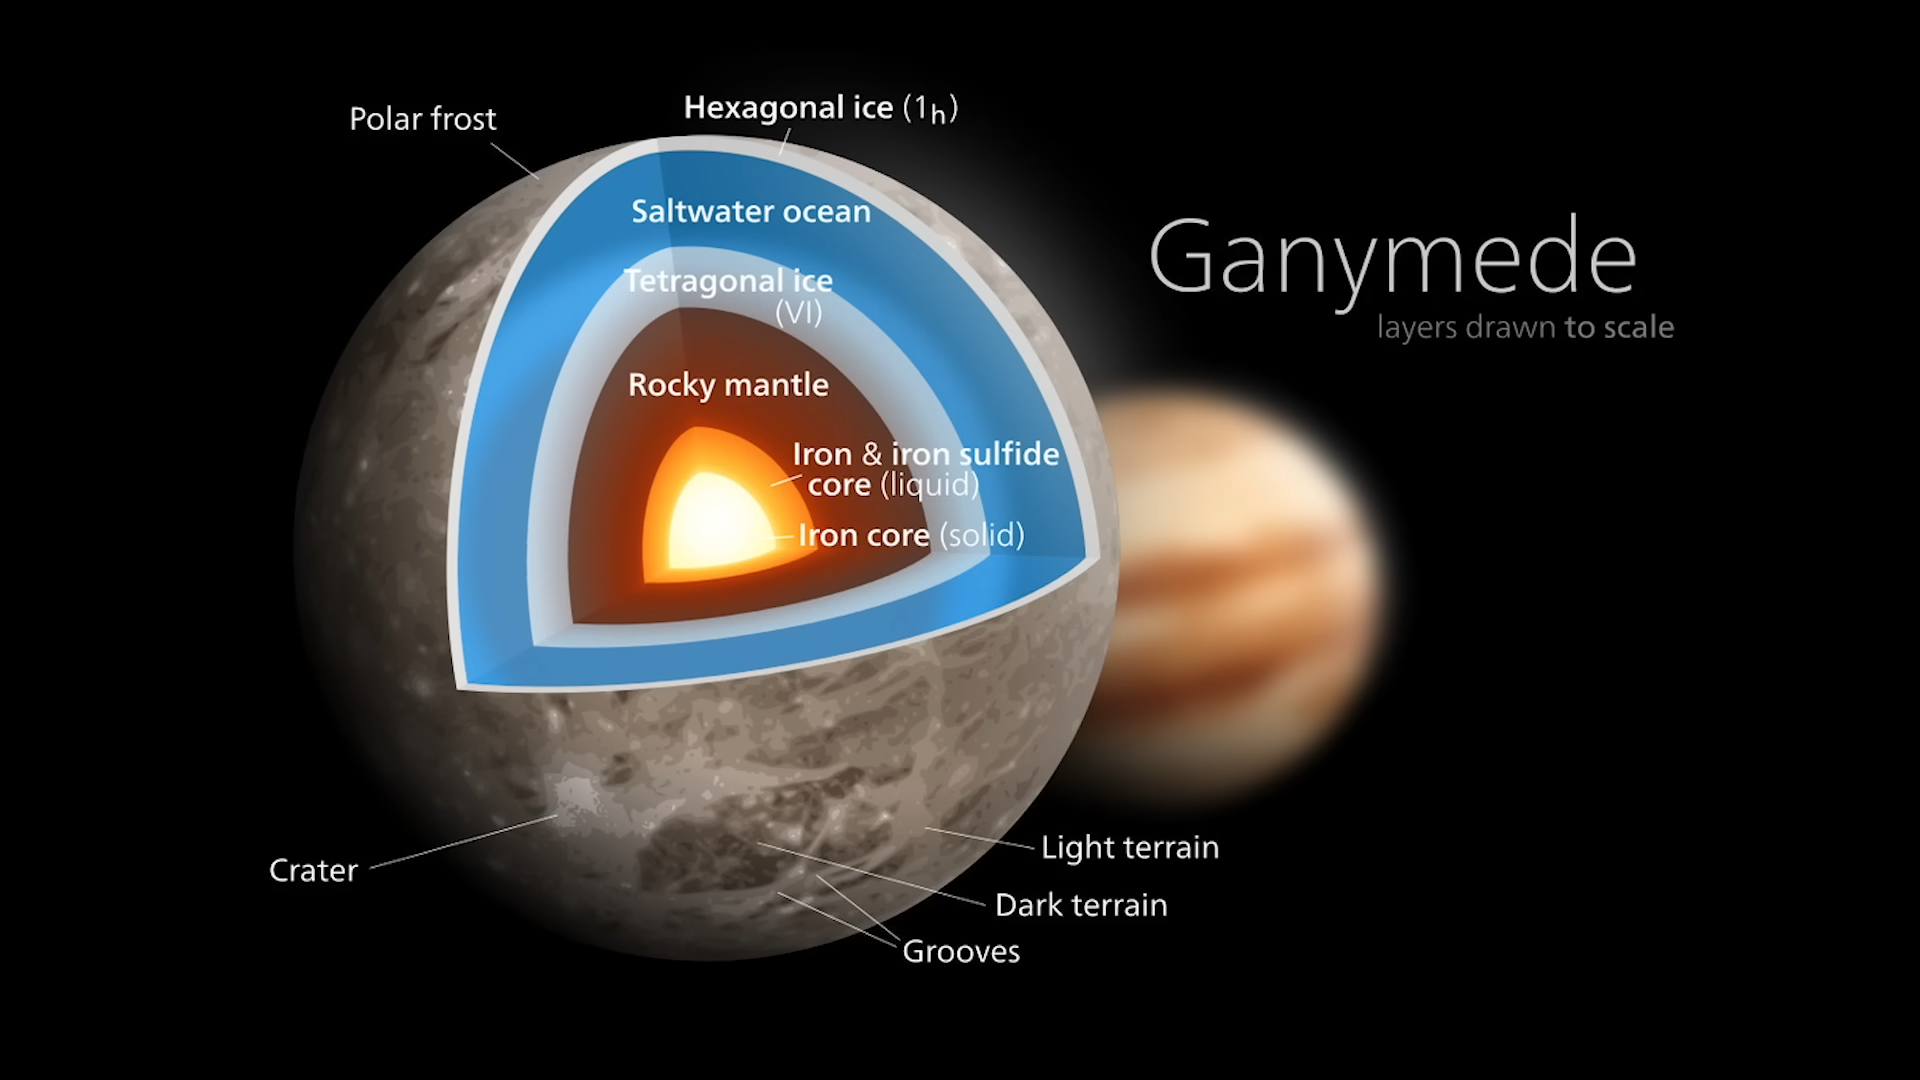 Polar frost
Hexagonal ice (1h)
Saltwater ocean
Tetragonal ice
(VI)
Rocky mantle
Iron & iron sulfide
core (liquid)
Iron core (solid)
Ganymede
layers drawn to scale
Crater
Light terrain
Dark terrain
Grooves